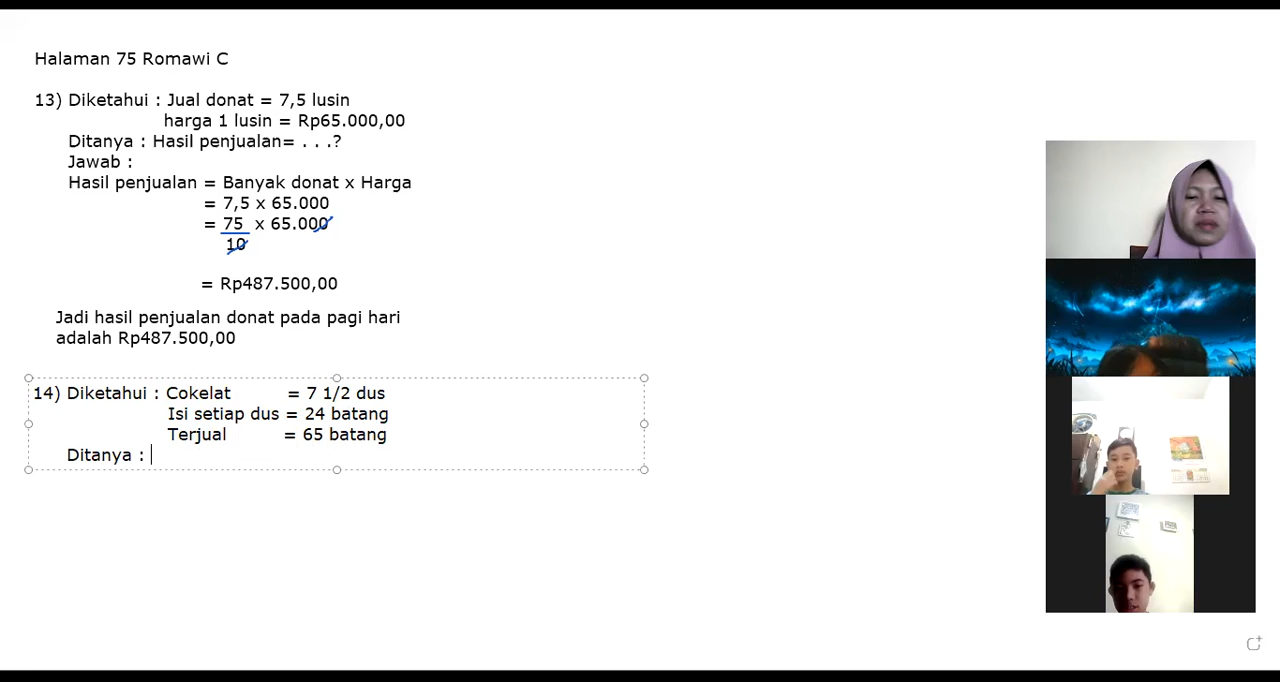 Halaman 75 Romawi C
13) Diketahui : Jual donat = 7,5 lusin
harga 1 lusin = Rp65.000,00
Ditanya : Hasil penjualan= . . .?
Jawab :
Hasil penjualan = Banyak donat x Harga
= 7,5 x 65.000
= 75 x 65.000
10
= Rp487.500,00
Jadi hasil penjualan donat pada pagi hari
adalah Rp487.500,00
14) Diketahui : Cokelat = 7 1/2 dus
Isi setiap dus = 24 batang
Terjual = 65 batang
Ditanya :